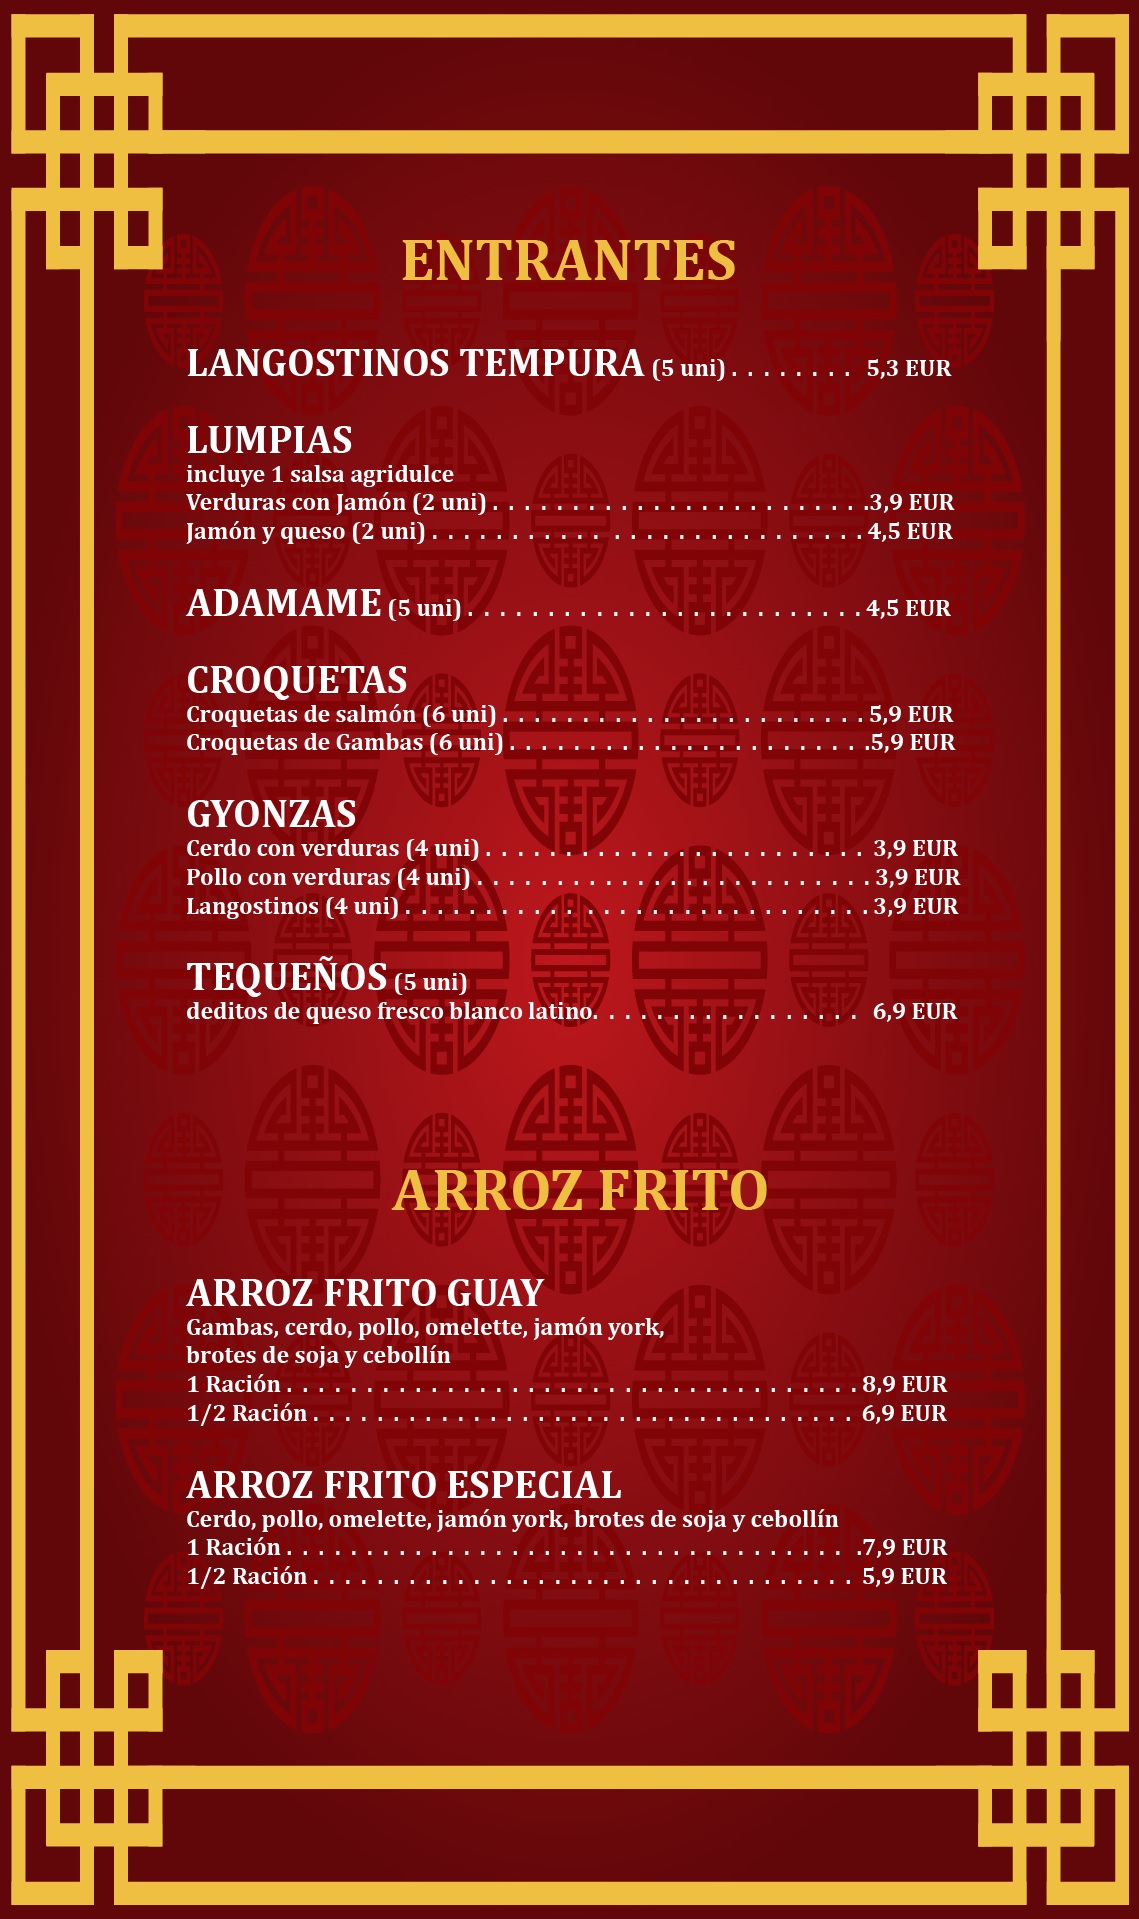 ENTRANTES
LANGOSTINOS TEMPURA (5 uni) . . . . . . . . 5,3 EUR
LUMPIAS
incluye 1 salsa agridulce
Verduras con Jamón (2 uni) . . . . . . . . . . . . . . . . . . . . . . . .3,9 EUR
Jamón y queso (2 uni) . . . . . . . . . . . . . . . . . . . . . . . . . . . 4,5 EUR
ADAMAME (5 uni) . . . . . . . . . . . . . . . . . . . . . . . . . 4,5 EUR
CROQUETAS
Croquetas de salmón (6 uni) . . . . . . . . . . . . . . . . . . . . . . . 5,9 EUR
Croquetas de Gambas (6 uni) . . . . . . . . . . . . . . . . . . . . . . .5,9 EUR
GYONZAS
Cerdo con verduras (4 uni) . . . . . . . . . . . . . . . . . . . . . . . . 3,9 EUR
Pollo con verduras (4 uni) . . . . . . . . . . . . . . . . . . . . . . . . . 3,9 EUR
Langostinos (4 uni) . . . . . . . . . . . . . . . . . . . . . . . . . . . . . 3,9 EUR
TEQUEÑOS (5 uni)
deditos de queso fresco blanco latino. . . . . . . . . . . . . . . . . 6,9 EUR
ARROZ FRITO
ARROZ FRITO GUAY
Gambas, cerdo, pollo, omelette, jamón york,
brotes de soja y cebollín
1 Ración . . . . . . . . . . . . . . . . . . . . . . . . . . . . . . . . . . . . 8,9 EUR
1/2 Ración . . . . . . . . . . . . . . . . . . . . . . . . . . . . . . . . . . 6,9 EUR
ARROZ FRITO ESPECIAL
Cerdo, pollo, omelette, jamón york, brotes de soja y cebollín
1 Ración . . . . . . . . . . . . . . . . . . . . . . . . . . . . . . . . . . . .7,9 EUR
1/2 Ración . . . . . . . . . . . . . . . . . . . . . . . . . . . . . . . . . . 5,9 EUR